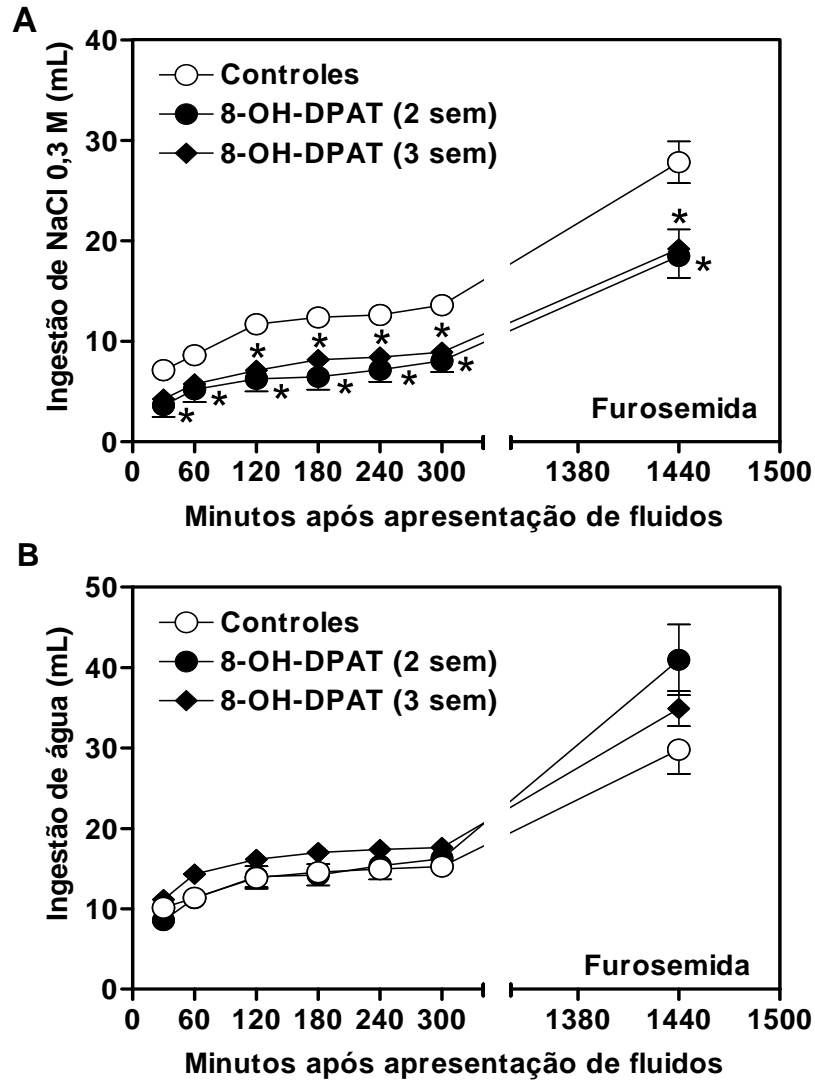 A
Ingestão de NaCl 0,3 M (mL)
40
30
20
10
0
Controles
8-OH-DPAT (2 sem)
8-OH-DPAT (3 sem)
* * * * *
* * * * * * *
Furosemida
0 60 120 180 240 300 1380 1440 1500
Minutos após apresentação de fluidos
B
Ingestão de água (mL)
50
40
30
20
10
0
Controles
8-OH-DPAT (2 sem)
8-OH-DPAT (3 sem)
Furosemida
0 60 120 180 240 300 1380 1440 1500
Minutos após apresentação de fluidos